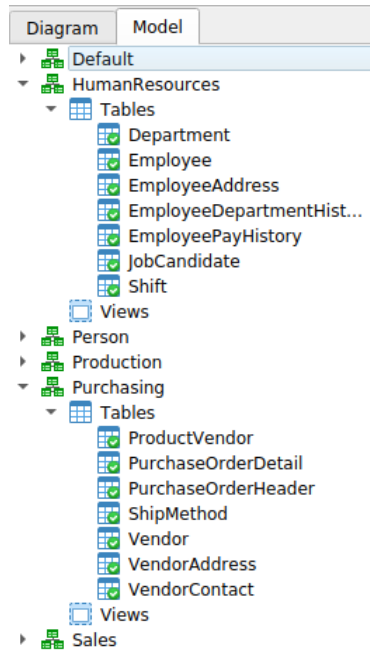 Diagram Model
Default
HumanResources
Tables
Department
Employee
EmployeeAddress
EmployeeDepartmentHist...
EmployeePayHistory
JobCandidate
Shift
Views
Person
Production
Purchasing
Tables
ProductVendor
PurchaseOrderDetail
PurchaseOrderHeader
ShipMethod
Vendor
VendorAddress
VendorContact
Views
Sales